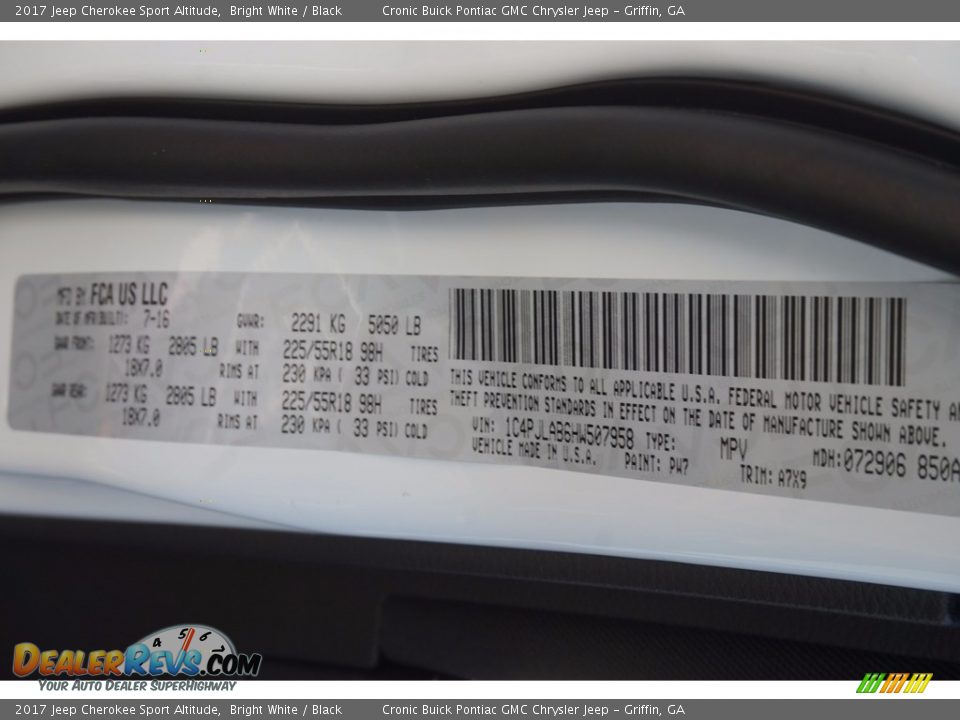 2017 Jeep Cherokee Sport Altitude, Bright White / Black Cronic Buick Pontiac GMC Chrysler Jeep - Griffin, GA
MFD BY FCA US LLC
DATE OF MFR(BUILT): 7-16 GVWR: 2291 KG 5050 LB
GAWR FRONT: 1273 KG 2805 LB WITH 225/55R18 98H TIRES
18X7.0 RIMS AT 230 KPA ( 33 PSI) COLD
GAWR REAR: 1273 KG 2805 LB WITH 225/55R18 98H TIRES
18X7.0 RIMS AT 230 KPA ( 33 PSI) COLD
THIS VEHICLE CONFORMS TO ALL APPLICABLE U.S.A. FEDERAL MOTOR VEHICLE SAFETY A
THEFT PREVENTION STANDARDS IN EFFECT ON THE DATE OF MANUFACTURE SHOWN ABOVE.
VIN: 1C4PJLAB6HW507958 TYPE: MPV MDH:072906 850A
VEHICLE MADE IN U.S.A. PAINT: PW7 TRIM: A7X9
4 5 6
DEALERREVS.COM
YOUR AUTO DEALER SUPERHIGHWAY
2017 Jeep Cherokee Sport Altitude, Bright White / Black Cronic Buick Pontiac GMC Chrysler Jeep - Griffin, GA